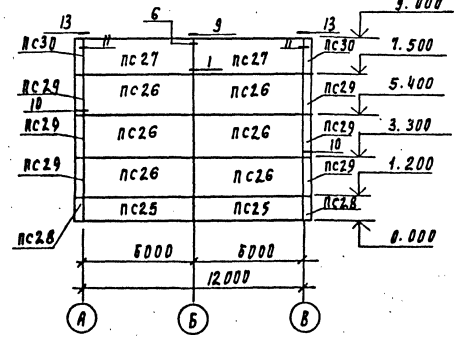 13 6 9 13 9.000
ПС30 11 ПС27 ПС27 11 ПС30 7.500
1
ПС29 ПС26 ПС26 ПС29 5.400
10
ПС29 ПС26 ПС26 ПС29 3.300
10
ПС29 ПС26 ПС26 ПС29 1.200
ПС28 ПС25 ПС25 ПС28 0.000
6000 6000
12000
А Б В